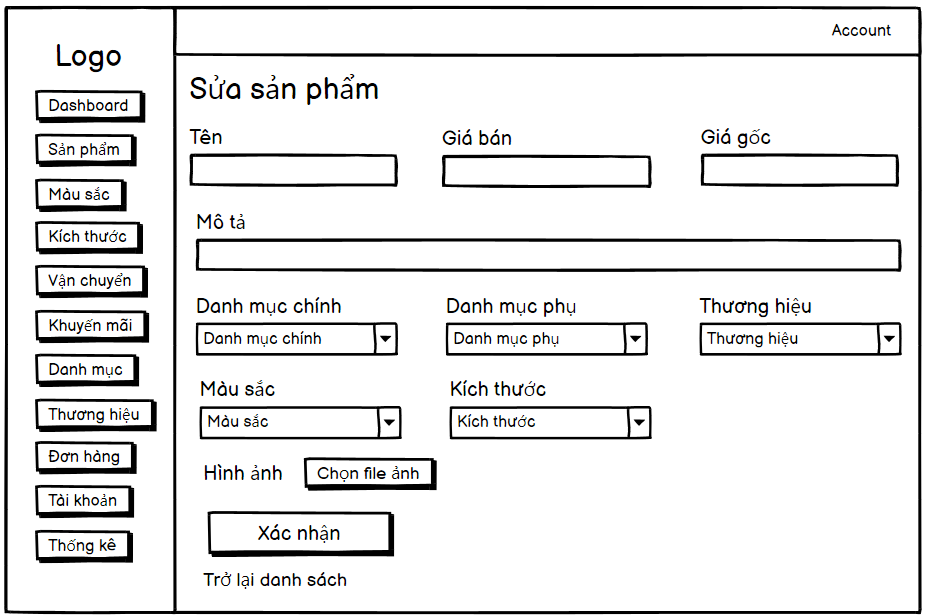 Logo
Dashboard
Sản phẩm
Màu sắc
Kích thước
Vận chuyển
Khuyến mãi
Danh mục
Thương hiệu
Đơn hàng
Tài khoản
Thống kê
Account
Sửa sản phẩm
Tên Giá bán Giá gốc
Mô tả
Danh mục chính Danh mục phụ Thương hiệu
Danh mục chính Danh mục phụ Thương hiệu
Màu sắc Kích thước
Màu sắc Kích thước
Hình ảnh Chọn file ảnh
Xác nhận
Trở lại danh sách